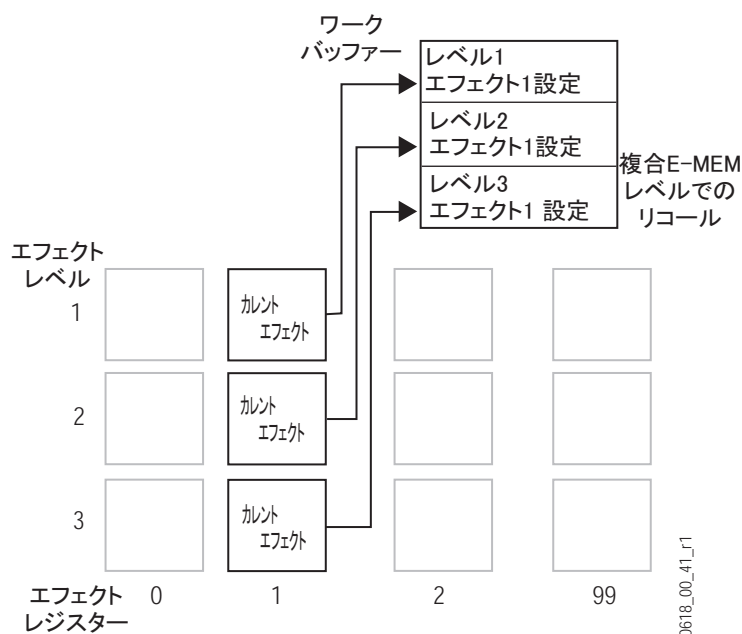 ワーク
バッファー
レベル1
エフェクト1設定
レベル2
エフェクト1設定
レベル3
エフェクト1 設定
複合E-MEM
レベルでの
リコール
エフェクト
レベル
1
カレント
エフェクト
2
カレント
エフェクト
3
カレント
エフェクト
エフェクト
レジスター
0
1
2
99
0618_00_41_r1